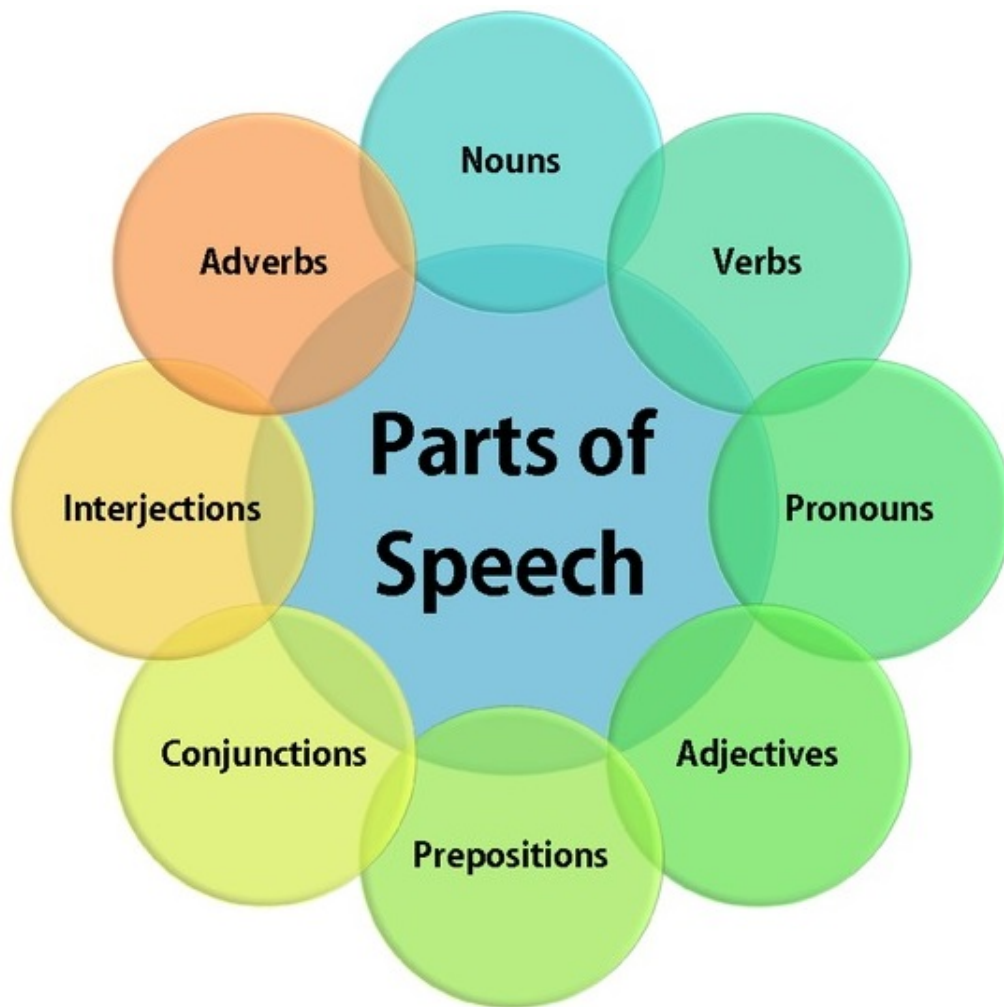 Nouns
Verbs
Pronouns
Adjectives
Prepositions
Conjunctions
Interjections
Adverbs
Parts of
Speech